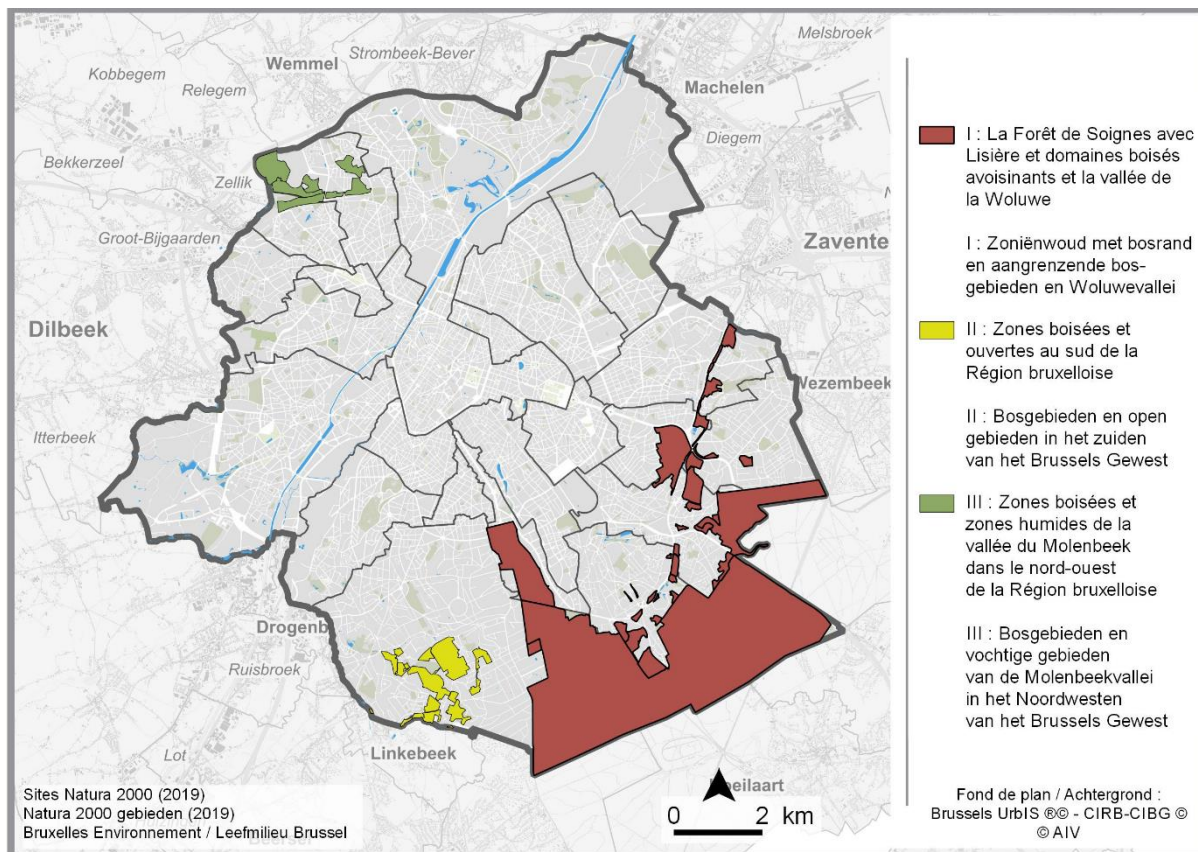 Melsbroek
Strombeek-Bever
Wemmel
Kobbegem
Machelen
Relegem
Diegem
Bekkerzeel
Zellik
Groot-Bijgaarden
Zavente
Dilbeek
Wezembeek
Itterbeek
Drogenb
Ruisbroek
Linkebeek
Lot
oeilaart
Sites Natura 2000 (2019)
Natura 2000 gebieden (2019)
Bruxelles Environnement / Leefmilieu Brussel
0 2 km
I : La Forêt de Soignes avec
Lisière et domaines boisés
avoisinants et la vallée de
la Woluwe
I : Zoniënwoud met bosrand
en aangrenzende bos-
gebieden en Woluwevallei
II : Zones boisées et
ouvertes au sud de la
Région bruxelloise
II : Bosgebieden en open
gebieden in het zuiden
van het Brussels Gewest
III : Zones boisées et
zones humides de la
vallée du Molenbeek
dans le nord-ouest
de la Région bruxelloise
III : Bosgebieden en
vochtige gebieden
van de Molenbeekvallei
in het Noordwesten
van het Brussels Gewest
Fond de plan / Achtergrond :
Brussels UrbIS ®© - CIRB-CIBG ©
© AIV